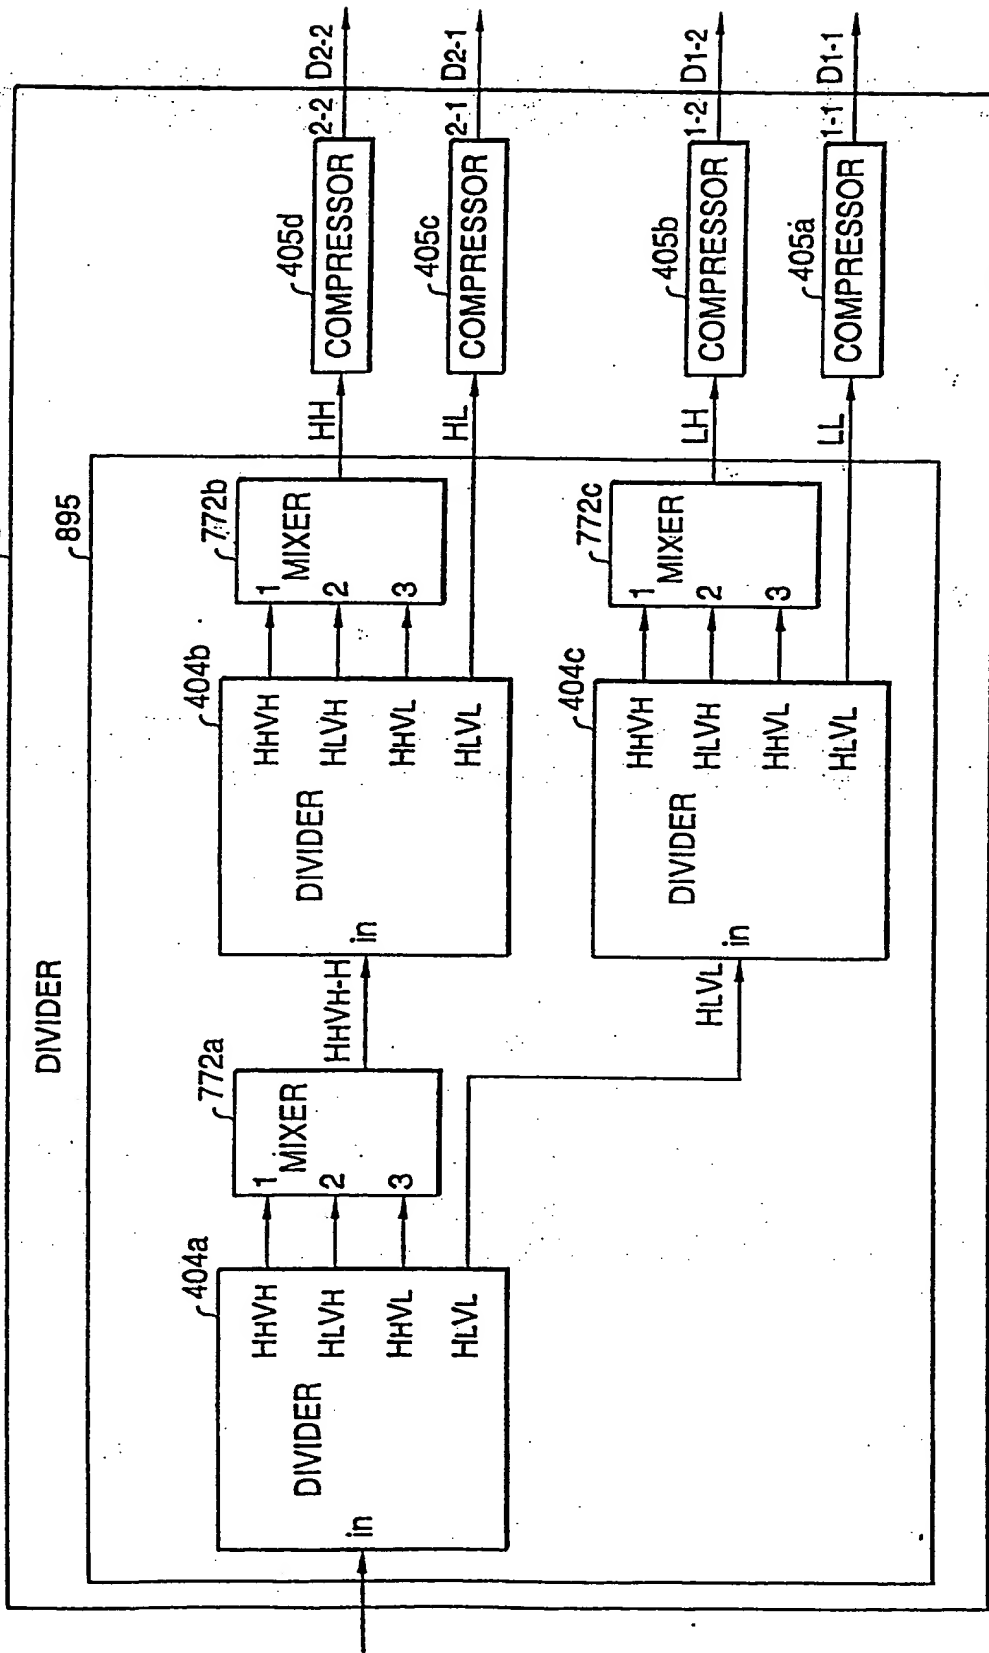 DIVIDER
895
404a
DIVIDER
in
HHVH
HLVH
HHVL
HLVL
772a
MIXER
1
2
3
HHVH-H
404b
DIVIDER
in
HHVH
HLVH
HHVL
HLVL
772b
MIXER
1
2
3
HH
405d
COMPRESSOR
2-2
D2-2
HL
405c
COMPRESSOR
2-1
D2-1
HLVL
404c
DIVIDER
in
HHVH
HLVH
HHVL
HLVL
772c
MIXER
1
2
3
LH
405b
COMPRESSOR
1-2
D1-2
LL
405a
COMPRESSOR
1-1
D1-1